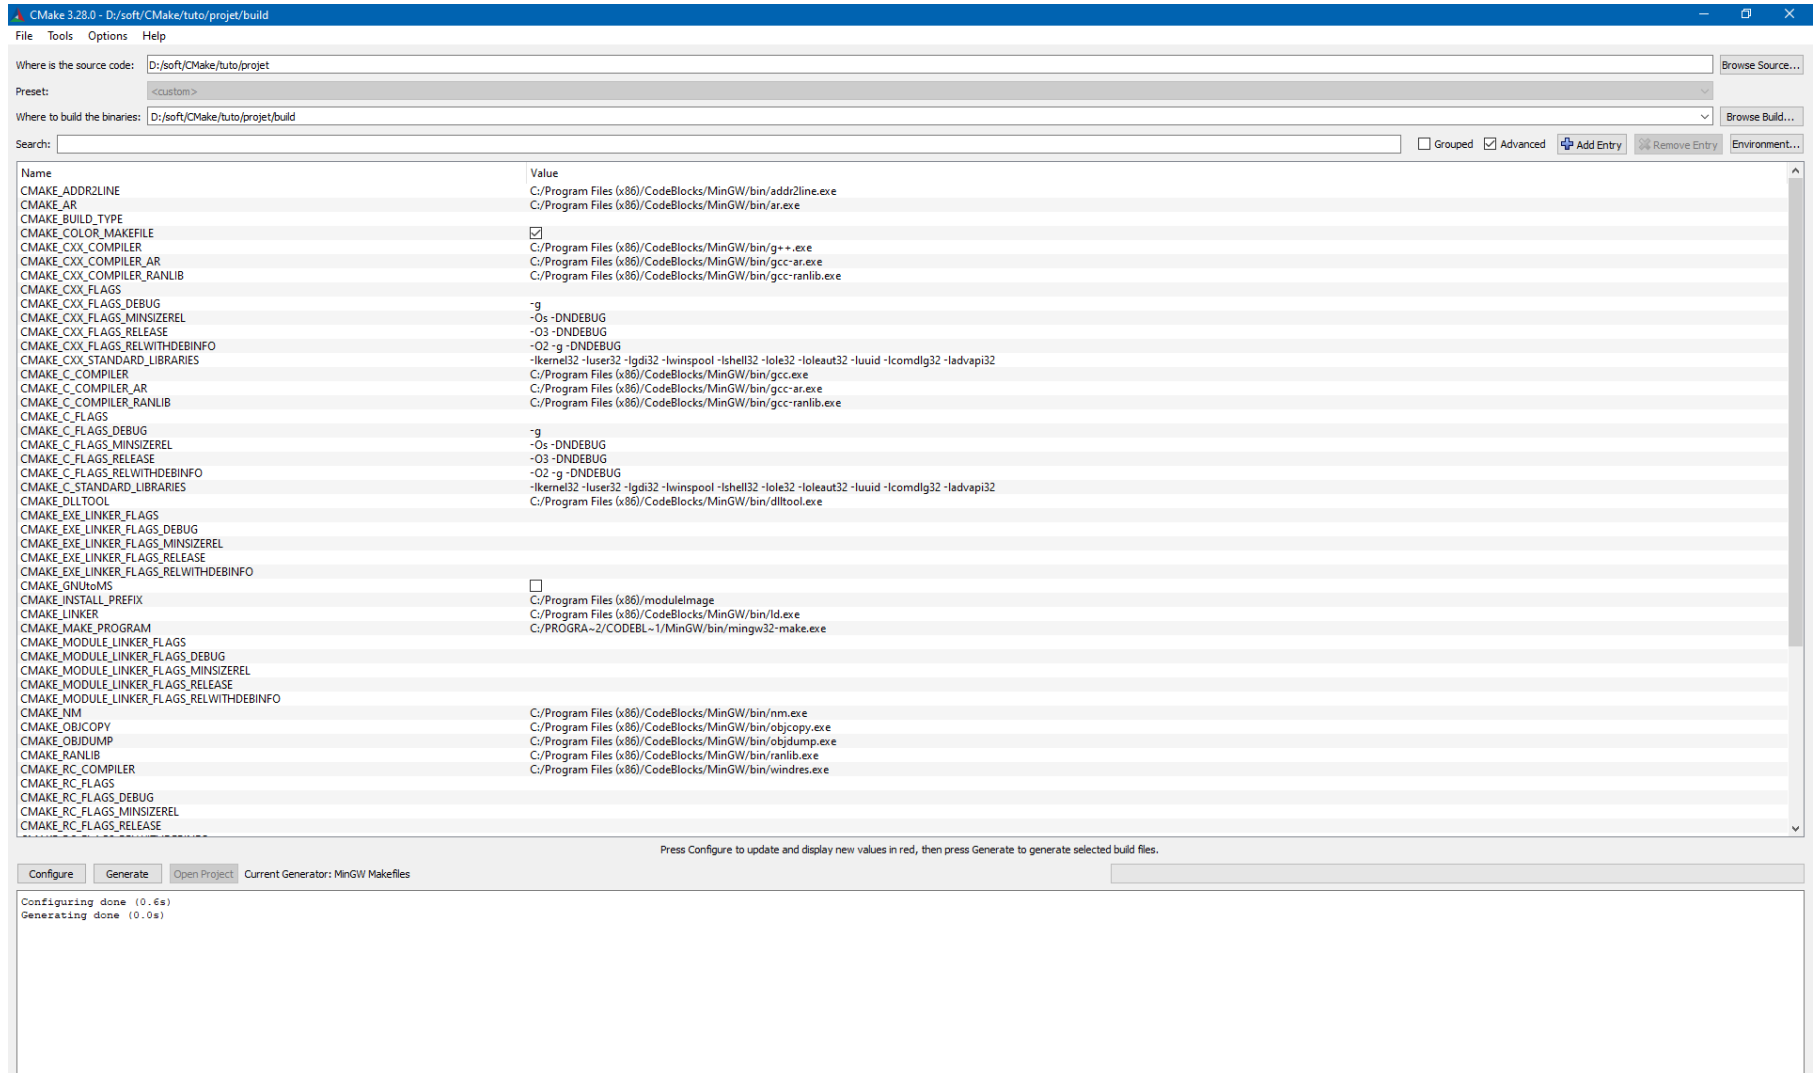 CMake 3.28.0 - D:/soft/CMake/tuto/projet/build
File Tools Options Help
Where is the source code: D:/soft/CMake/tuto/projet Browse Source...
Preset: <custom>
Where to build the binaries: D:/soft/CMake/tuto/projet/build Browse Build...
Search: Grouped Advanced Add Entry Remove Entry Environment...
Name Value
CMAKE_ADDR2LINE C:/Program Files (x86)/CodeBlocks/MinGW/bin/addr2line.exe
CMAKE_AR C:/Program Files (x86)/CodeBlocks/MinGW/bin/ar.exe
CMAKE_BUILD_TYPE
CMAKE_COLOR_MAKEFILE
CMAKE_CXX_COMPILER C:/Program Files (x86)/CodeBlocks/MinGW/bin/g++.exe
CMAKE_CXX_COMPILER_AR C:/Program Files (x86)/CodeBlocks/MinGW/bin/gcc-ar.exe
CMAKE_CXX_COMPILER_RANLIB C:/Program Files (x86)/CodeBlocks/MinGW/bin/gcc-ranlib.exe
CMAKE_CXX_FLAGS
CMAKE_CXX_FLAGS_DEBUG -g
CMAKE_CXX_FLAGS_MINSIZEREL -Os -DNDEBUG
CMAKE_CXX_FLAGS_RELEASE -O3 -DNDEBUG
CMAKE_CXX_FLAGS_RELWITHDEBINFO -O2 -g -DNDEBUG
CMAKE_CXX_STANDARD_LIBRARIES -lkernel32 -luser32 -lgdi32 -lwinspool -lshell32 -lole32 -loleaut32 -luuid -lcomdlg32 -ladvapi32
CMAKE_C_COMPILER C:/Program Files (x86)/CodeBlocks/MinGW/bin/gcc.exe
CMAKE_C_COMPILER_AR C:/Program Files (x86)/CodeBlocks/MinGW/bin/gcc-ar.exe
CMAKE_C_COMPILER_RANLIB C:/Program Files (x86)/CodeBlocks/MinGW/bin/gcc-ranlib.exe
CMAKE_C_FLAGS
CMAKE_C_FLAGS_DEBUG -g
CMAKE_C_FLAGS_MINSIZEREL -Os -DNDEBUG
CMAKE_C_FLAGS_RELEASE -O3 -DNDEBUG
CMAKE_C_FLAGS_RELWITHDEBINFO -O2 -g -DNDEBUG
CMAKE_C_STANDARD_LIBRARIES -lkernel32 -luser32 -lgdi32 -lwinspool -lshell32 -lole32 -loleaut32 -luuid -lcomdlg32 -ladvapi32
CMAKE_DLLTOOL C:/Program Files (x86)/CodeBlocks/MinGW/bin/dlltool.exe
CMAKE_EXE_LINKER_FLAGS
CMAKE_EXE_LINKER_FLAGS_DEBUG
CMAKE_EXE_LINKER_FLAGS_MINSIZEREL
CMAKE_EXE_LINKER_FLAGS_RELEASE
CMAKE_EXE_LINKER_FLAGS_RELWITHDEBINFO
CMAKE_GNUtoMS
CMAKE_INSTALL_PREFIX C:/Program Files (x86)/moduleImage
CMAKE_LINKER C:/Program Files (x86)/CodeBlocks/MinGW/bin/ld.exe
CMAKE_MAKE_PROGRAM C:/PROGRA~2/CODEBL~1/MinGW/bin/mingw32-make.exe
CMAKE_MODULE_LINKER_FLAGS
CMAKE_MODULE_LINKER_FLAGS_DEBUG
CMAKE_MODULE_LINKER_FLAGS_MINSIZEREL
CMAKE_MODULE_LINKER_FLAGS_RELEASE
CMAKE_MODULE_LINKER_FLAGS_RELWITHDEBINFO
CMAKE_NM C:/Program Files (x86)/CodeBlocks/MinGW/bin/nm.exe
CMAKE_OBJCOPY C:/Program Files (x86)/CodeBlocks/MinGW/bin/objcopy.exe
CMAKE_OBJDUMP C:/Program Files (x86)/CodeBlocks/MinGW/bin/objdump.exe
CMAKE_RANLIB C:/Program Files (x86)/CodeBlocks/MinGW/bin/ranlib.exe
CMAKE_RC_COMPILER C:/Program Files (x86)/CodeBlocks/MinGW/bin/windres.exe
CMAKE_RC_FLAGS
CMAKE_RC_FLAGS_DEBUG
CMAKE_RC_FLAGS_MINSIZEREL
CMAKE_RC_FLAGS_RELEASE
Press Configure to update and display new values in red, then press Generate to generate selected build files.
Configure Generate Open Project Current Generator: MinGW Makefiles
Configuring done (0.6s)
Generating done (0.0s)